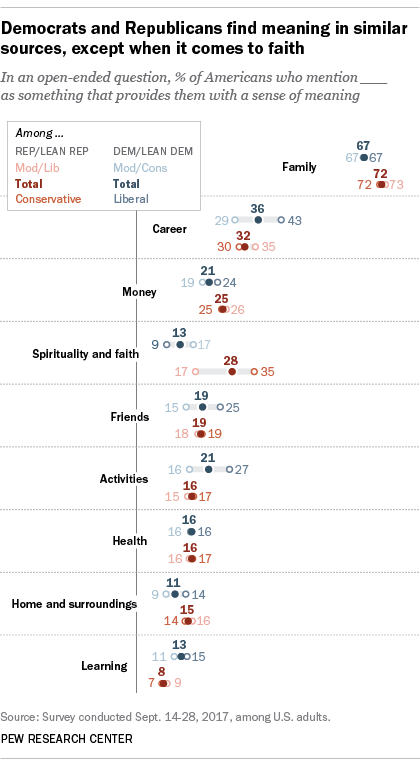 Democrats and Republicans find meaning in similar
sources, except when it comes to faith
In an open-ended question, % of Americans who mention ____
as something that provides them with a sense of meaning
Among ...
REP/LEAN REP DEM/LEAN DEM
Mod/Lib Mod/Cons
Total Total
Conservative Liberal
67
Family 67 67
72
72 73
36
Career 29 43
32
30 35
21
Money 19 24
25
25 26
13
Spirituality and faith 9 17
28
17 35
19
Friends 15 25
19
18 19
21
Activities 16 27
16
15 17
16
Health 16 16
16
16 17
11
Home and surroundings 9 14
15
14 16
13
Learning 11 15
8
7 9
Source: Survey conducted Sept. 14-28, 2017, among U.S. adults.
PEW RESEARCH CENTER